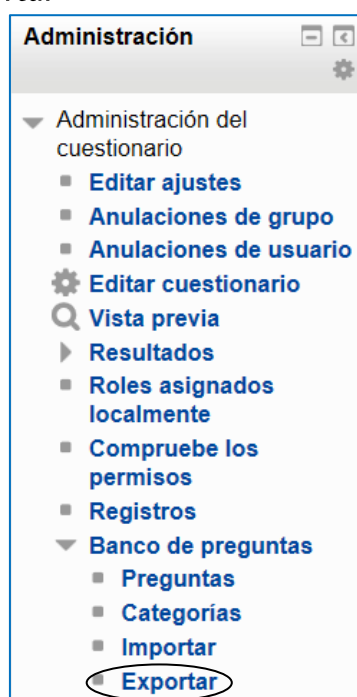 Administración
Administración del
cuestionario
Editar ajustes
Anulaciones de grupo
Anulaciones de usuario
Editar cuestionario
Vista previa
Resultados
Roles asignados
localmente
Compruebe los
permisos
Registros
Banco de preguntas
Preguntas
Categorías
Importar
Exportar